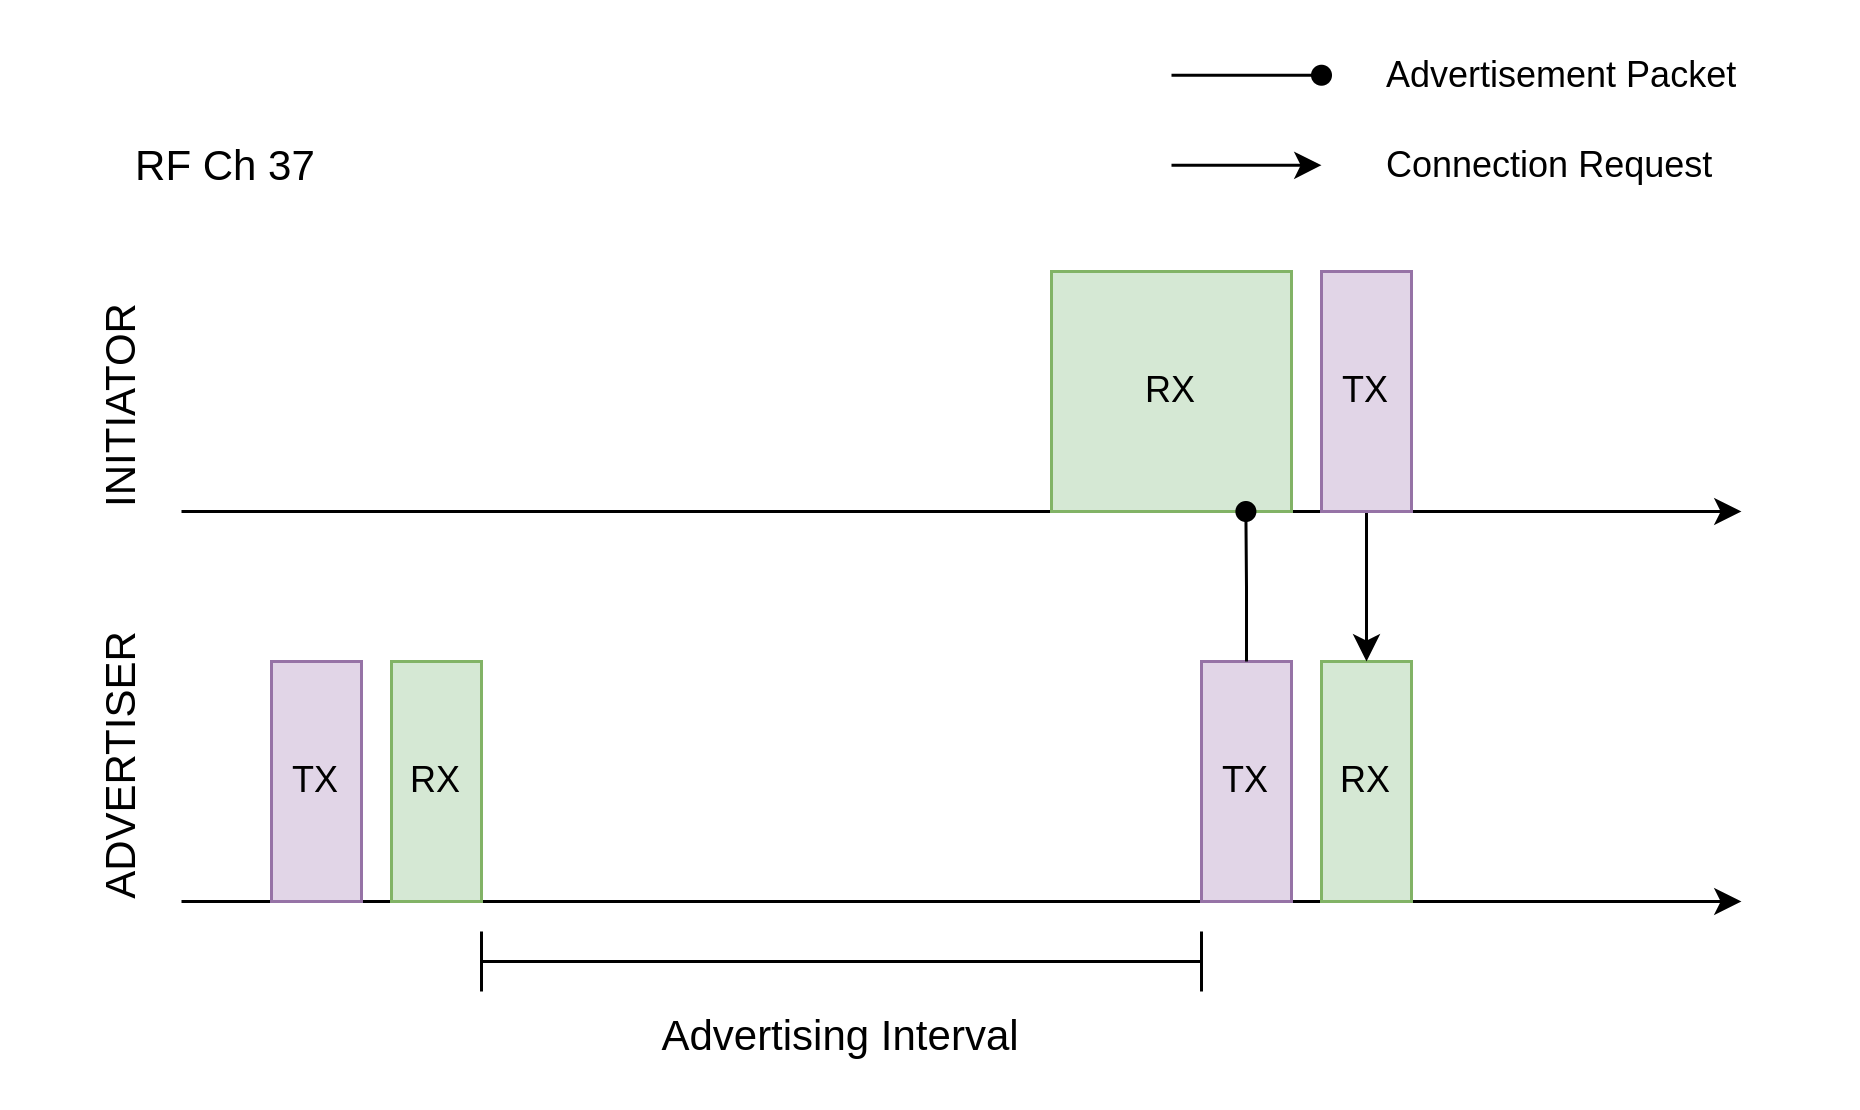 Advertisement Packet
RF Ch 37
Connection Request
INITIATOR
RX
TX
ADVERTISER
TX
RX
TX
RX
Advertising Interval